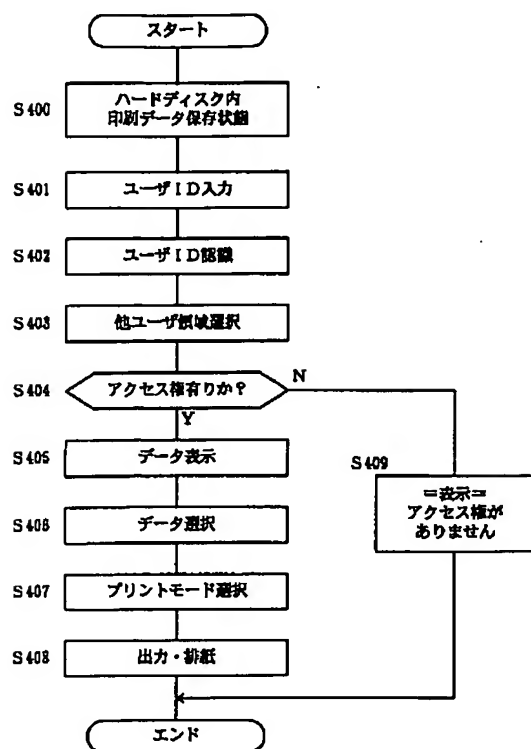 スタート
S400
ハードディスク内
印刷データ保存状態
S401
ユーザID入力
S402
ユーザID認識
S403
他ユーザ領域選択
S404
アクセス権有りか?
N
Y
S405
データ表示
S409
=表示=
アクセス権が
ありません
S406
データ選択
S407
プリントモード選択
S408
出力・排紙
エンド